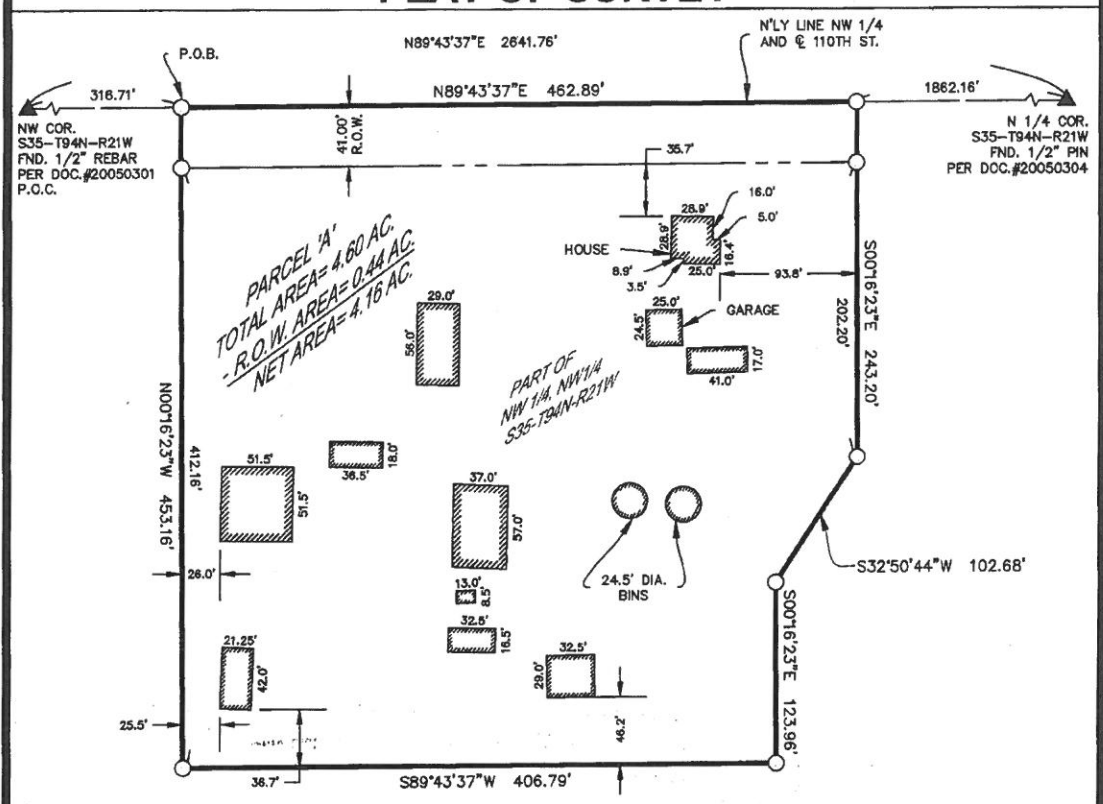 N'LY LINE NW 1/4
AND ℄ 110TH ST.
N89°43'37"E 2641.76'
P.O.B.
316.71'
N89°43'37"E 462.89'
1862.16'
NW COR.
S35-T94N-R21W
FND. 1/2" REBAR
PER DOC.#20050301
P.O.C.
N 1/4 COR.
S35-T94N-R21W
FND. 1/2" PIN
PER DOC.#20050304
41.00'
R.O.W.
35.7'
16.0'
28.9'
5.0'
28.9'
HOUSE
16.4'
8.9'
25.0'
3.5'
93.8'
PARCEL 'A'
TOTAL AREA= 4.60 AC.
- R.O.W. AREA= 0.44 AC.
NET AREA= 4.16 AC.
S00°16'23"E 243.20'
202.20'
29.0'
56.0'
25.0'
24.5'
GARAGE
17.0'
41.0'
PART OF
NW 1/4, NW1/4
S35-T94N-R21W
N00°16'23"W 453.16'
412.16'
18.0'
36.5'
51.5'
51.5'
37.0'
57.0'
24.5' DIA.
BINS
S32°50'44"W 102.68'
26.0'
13.0'
8.5'
32.5'
16.5'
21.25'
42.0'
32.5'
29.0'
S00°16'23"E 123.96'
25.5'
46.2'
36.7'
S89°43'37"W 406.79'